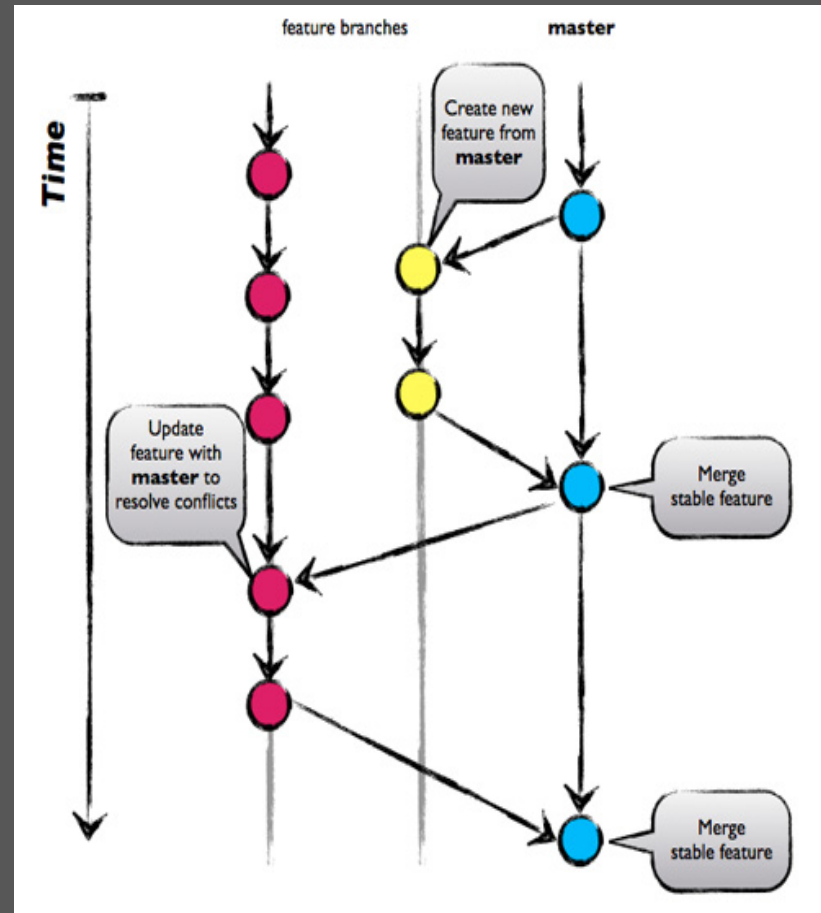 feature branches
master
Time
Create new
feature from
master
Update
feature with
master to
resolve conflicts
Merge
stable feature
Merge
stable feature